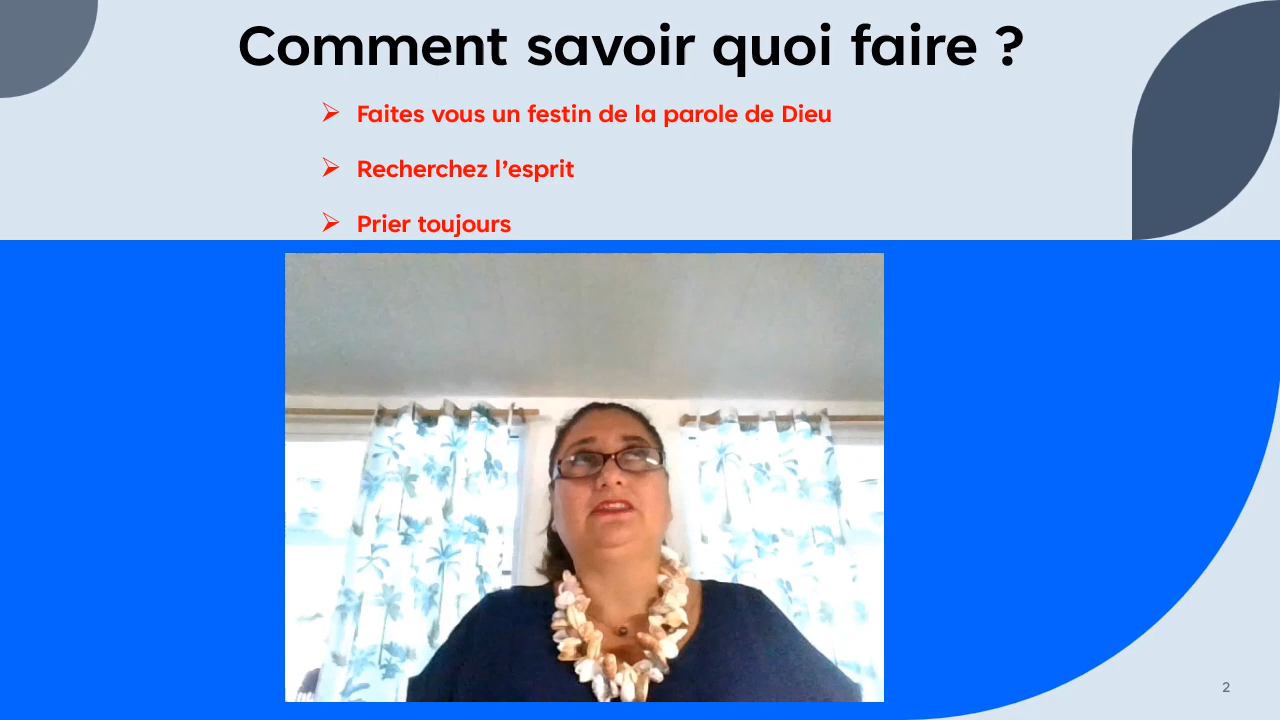 Comment savoir quoi faire ?
Faites vous un festin de la parole de Dieu
Recherchez l’esprit
Prier toujours
2